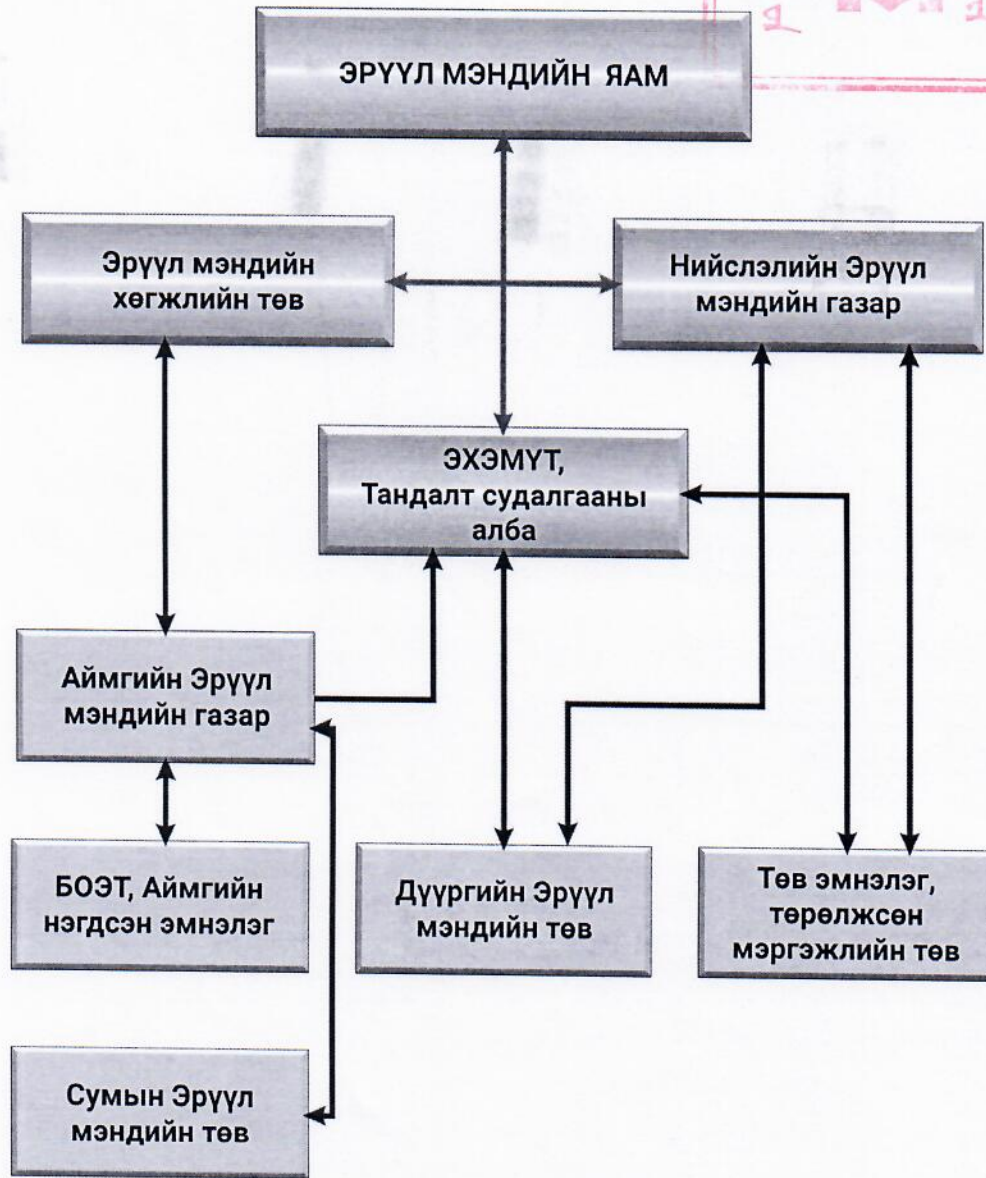 ЭРҮҮЛ МЭНДИЙН ЯАМ
Эрүүл мэндийн
хөгжлийн төв
Нийслэлийн Эрүүл
мэндийн газар
ЭХЭМҮТ,
Тандалт судалгааны
алба
Аймгийн Эрүүл
мэндийн газар
БОЭТ, Аймгийн
нэгдсэн эмнэлэг
Дүүргийн Эрүүл
мэндийн төв
Төв эмнэлэг,
төрөлжсөн
мэргэжлийн төв
Сумын Эрүүл
мэндийн төв